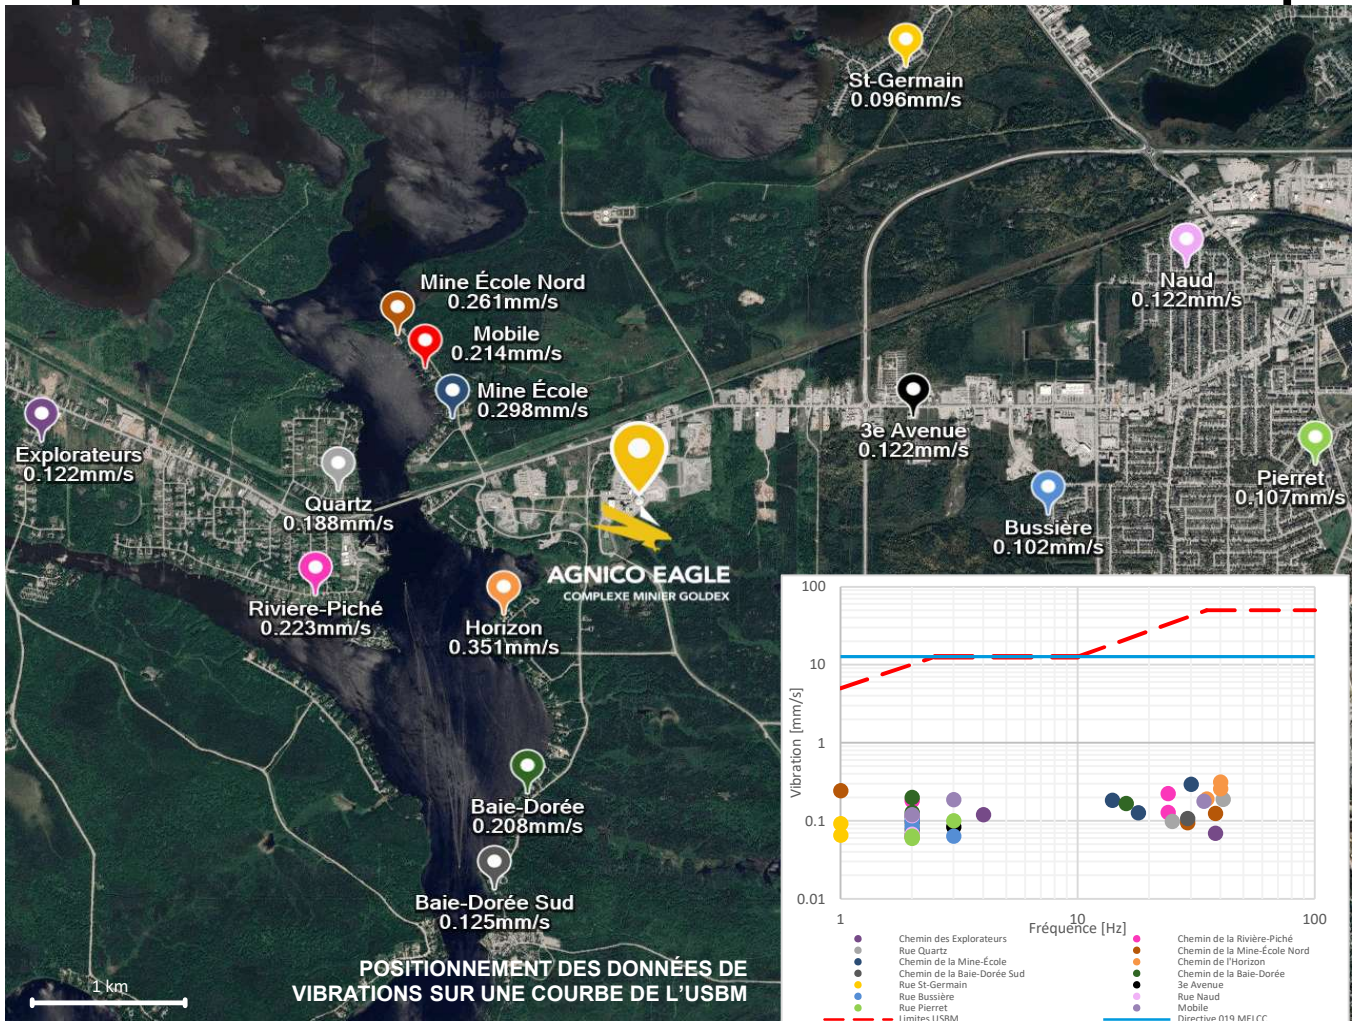 St-Germain
0.096mm/s
Naud
0.122mm/s
Mine École Nord
0.261mm/s
Mobile
0.214mm/s
Mine École
0.298mm/s
Explorateurs
0.122mm/s
3e Avenue
0.122mm/s
Pierret
0.107mm/s
Quartz
0.188mm/s
Bussière
0.102mm/s
AGNICO EAGLE
COMPLEXE MINIER GOLDEX
Riviere-Piché
0.223mm/s
Horizon
0.351mm/s
Baie-Dorée
0.208mm/s
Baie-Dorée Sud
0.125mm/s
POSITIONNEMENT DES DONNÉES DE
VIBRATIONS SUR UNE COURBE DE L'USBM
1 km
100
10
1
0.1
0.01
Vibration [mm/s]
1
10
100
Fréquence [Hz]
Chemin des Explorateurs
Chemin de la Rivière-Piché
Rue Quartz
Chemin de la Mine-École Nord
Chemin de la Mine-École
Chemin de l'Horizon
Chemin de la Baie-Dorée Sud
Chemin de la Baie-Dorée
Rue St-Germain
3e Avenue
Rue Bussière
Rue Naud
Rue Pierret
Mobile
Limites USBM
Directive 019 MELCC